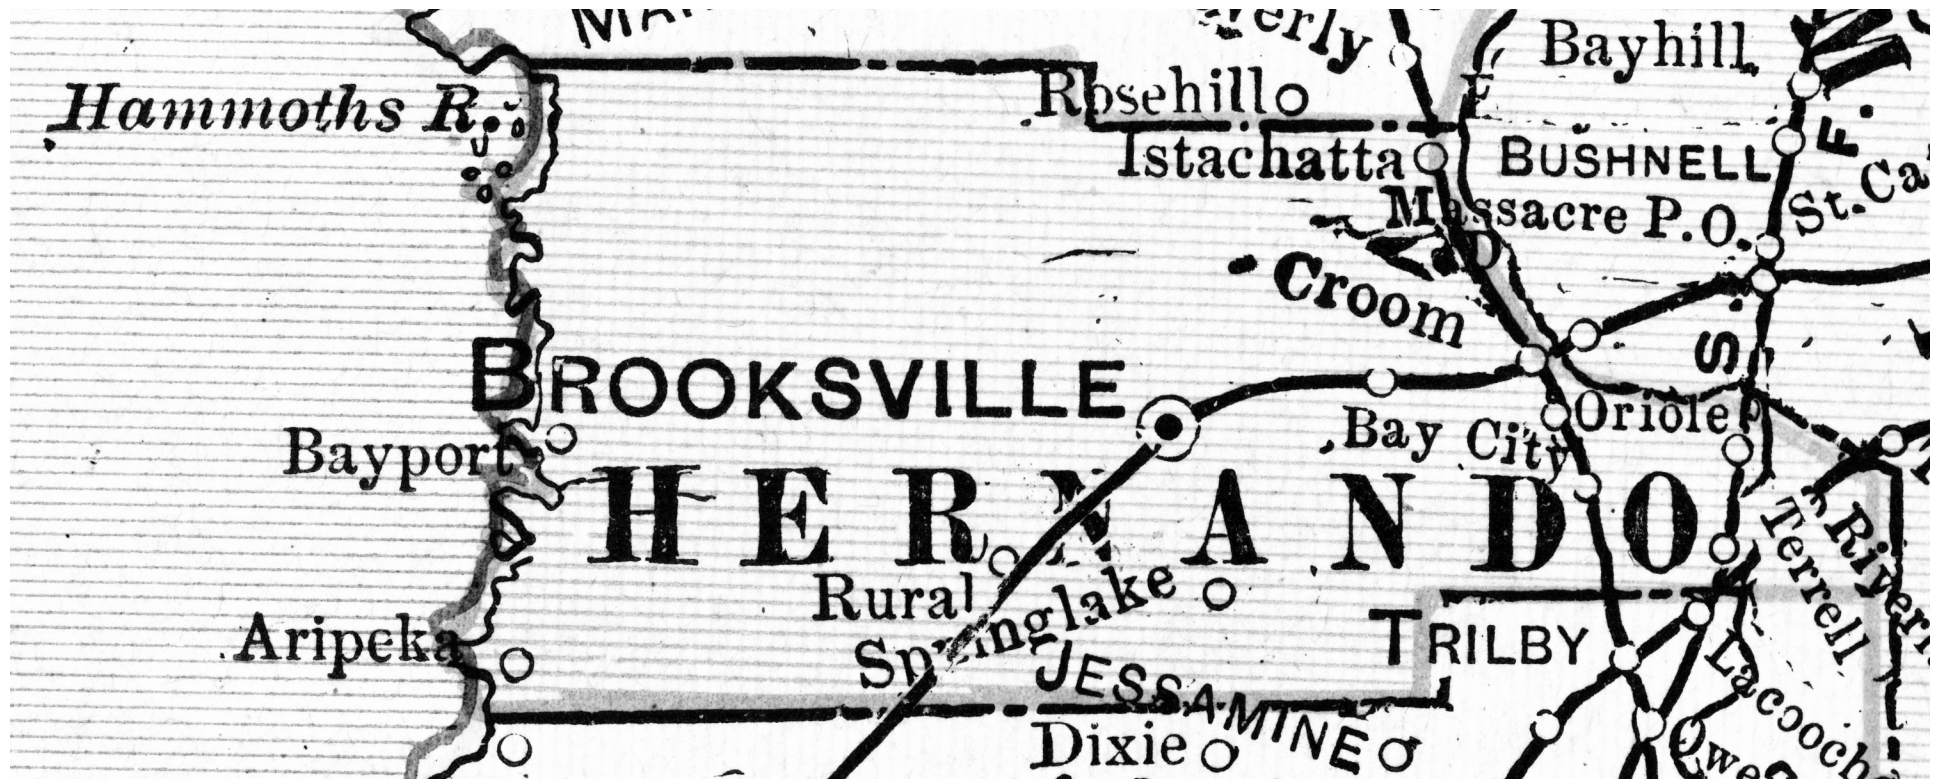 Bayhill
Hammoths R.
Rosehill
Istachatta
BUSHNELL
F.
Massacre P.O.
Croom
S.
BROOKSVILLE
Oriole
Bay City
Bayport
HERNANDO
Terrell
Rural
Springlake
Aripeka
TRILBY
JESSAMINE
Dixie